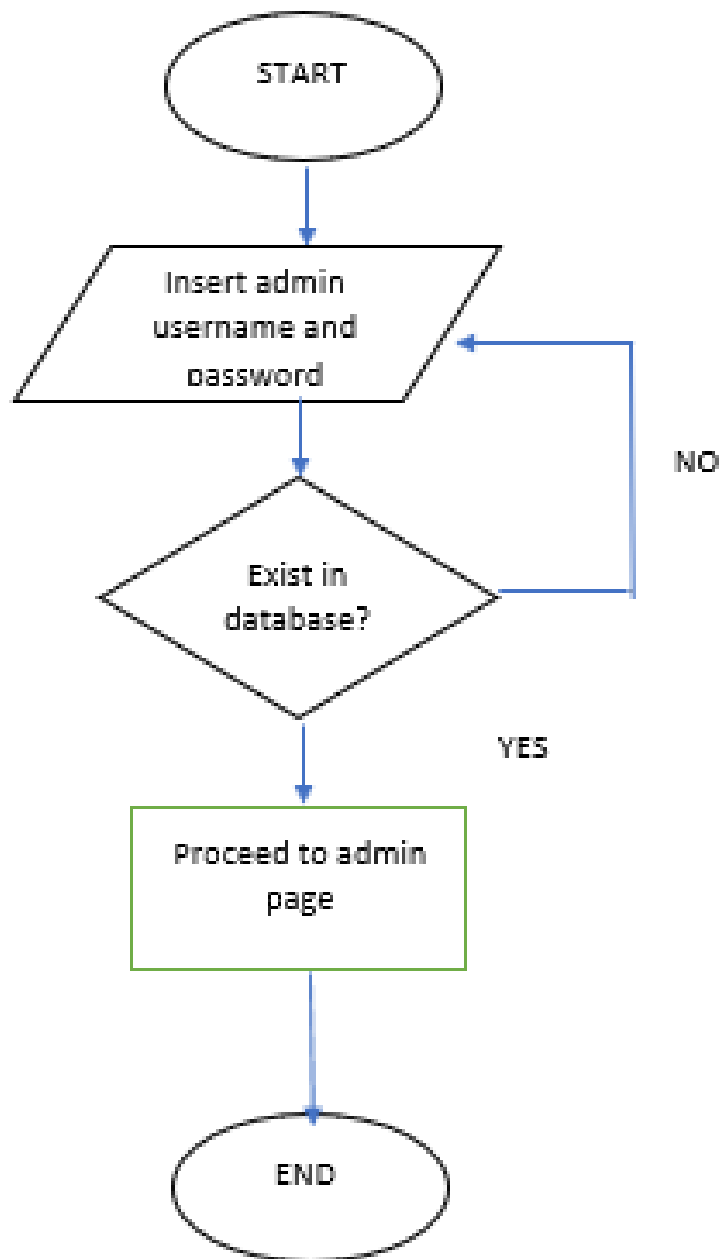 START
Insert admin
username and
password
NO
Exist in
database?
YES
Proceed to admin
page
END